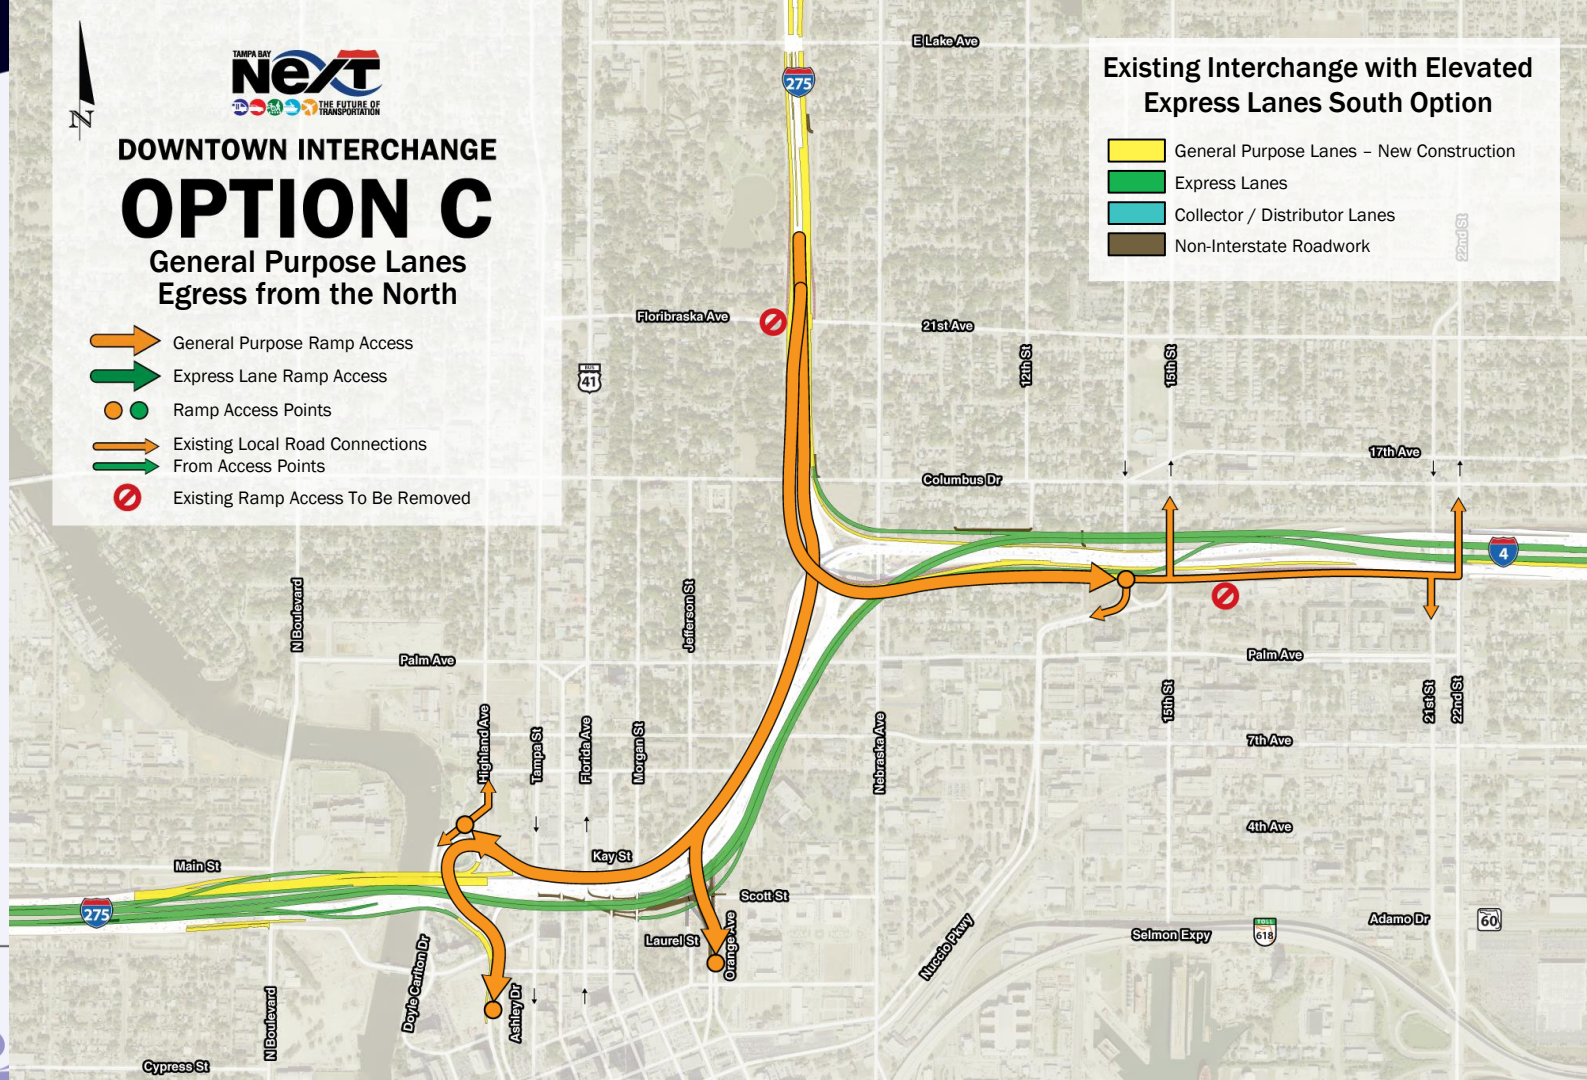 N
TAMPA BAY
NexT
THE FUTURE OF
TRANSPORTATION
DOWNTOWN INTERCHANGE
OPTION C
General Purpose Lanes
Egress from the North
General Purpose Ramp Access
Express Lane Ramp Access
Ramp Access Points
Existing Local Road Connections
From Access Points
Existing Ramp Access To Be Removed
Existing Interchange with Elevated
Express Lanes South Option
General Purpose Lanes – New Construction
Express Lanes
Collector / Distributor Lanes
Non-Interstate Roadwork
E Lake Ave
275
22nd St
Floribraska Ave
21st Ave
BUS
41
12th St
15th St
17th Ave
Columbus Dr
4
N Boulevard
Jefferson St
Palm Ave
Palm Ave
15th St
21st St
22nd St
Highland Ave
Tampa St
Florida Ave
Morgan St
Nebraska Ave
7th Ave
4th Ave
Kay St
Main St
Scott St
275
Laurel St
Orange Ave
Nuccio Pkwy
Selmon Expy
TOLL
618
Adamo Dr
60
Doyle Carlton Dr
N Boulevard
Ashley Dr
Cypress St